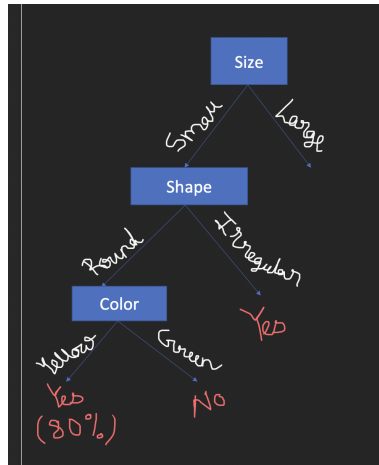 Size
Small
Large
Shape
Round
Irregular
Color
Yes
Yellow
Green
Yes
No
(80%)